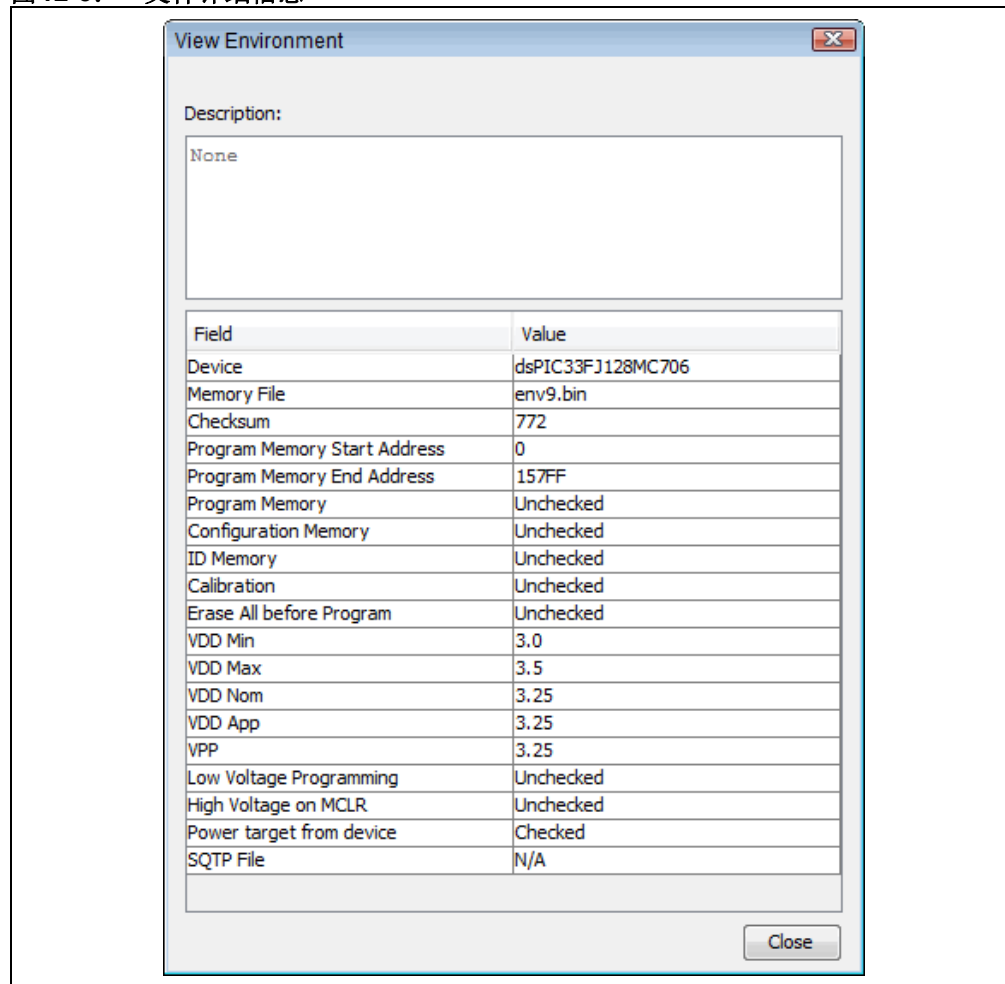 View Environment
Description:
None
Field Value
Device dsPIC33FJ128MC706
Memory File env9.bin
Checksum 772
Program Memory Start Address 0
Program Memory End Address 157FF
Program Memory Unchecked
Configuration Memory Unchecked
ID Memory Unchecked
Calibration Unchecked
Erase All before Program Unchecked
VDD Min 3.0
VDD Max 3.5
VDD Nom 3.25
VDD App 3.25
VPP 3.25
Low Voltage Programming Unchecked
High Voltage on MCLR Unchecked
Power target from device Checked
SQTP File N/A
Close